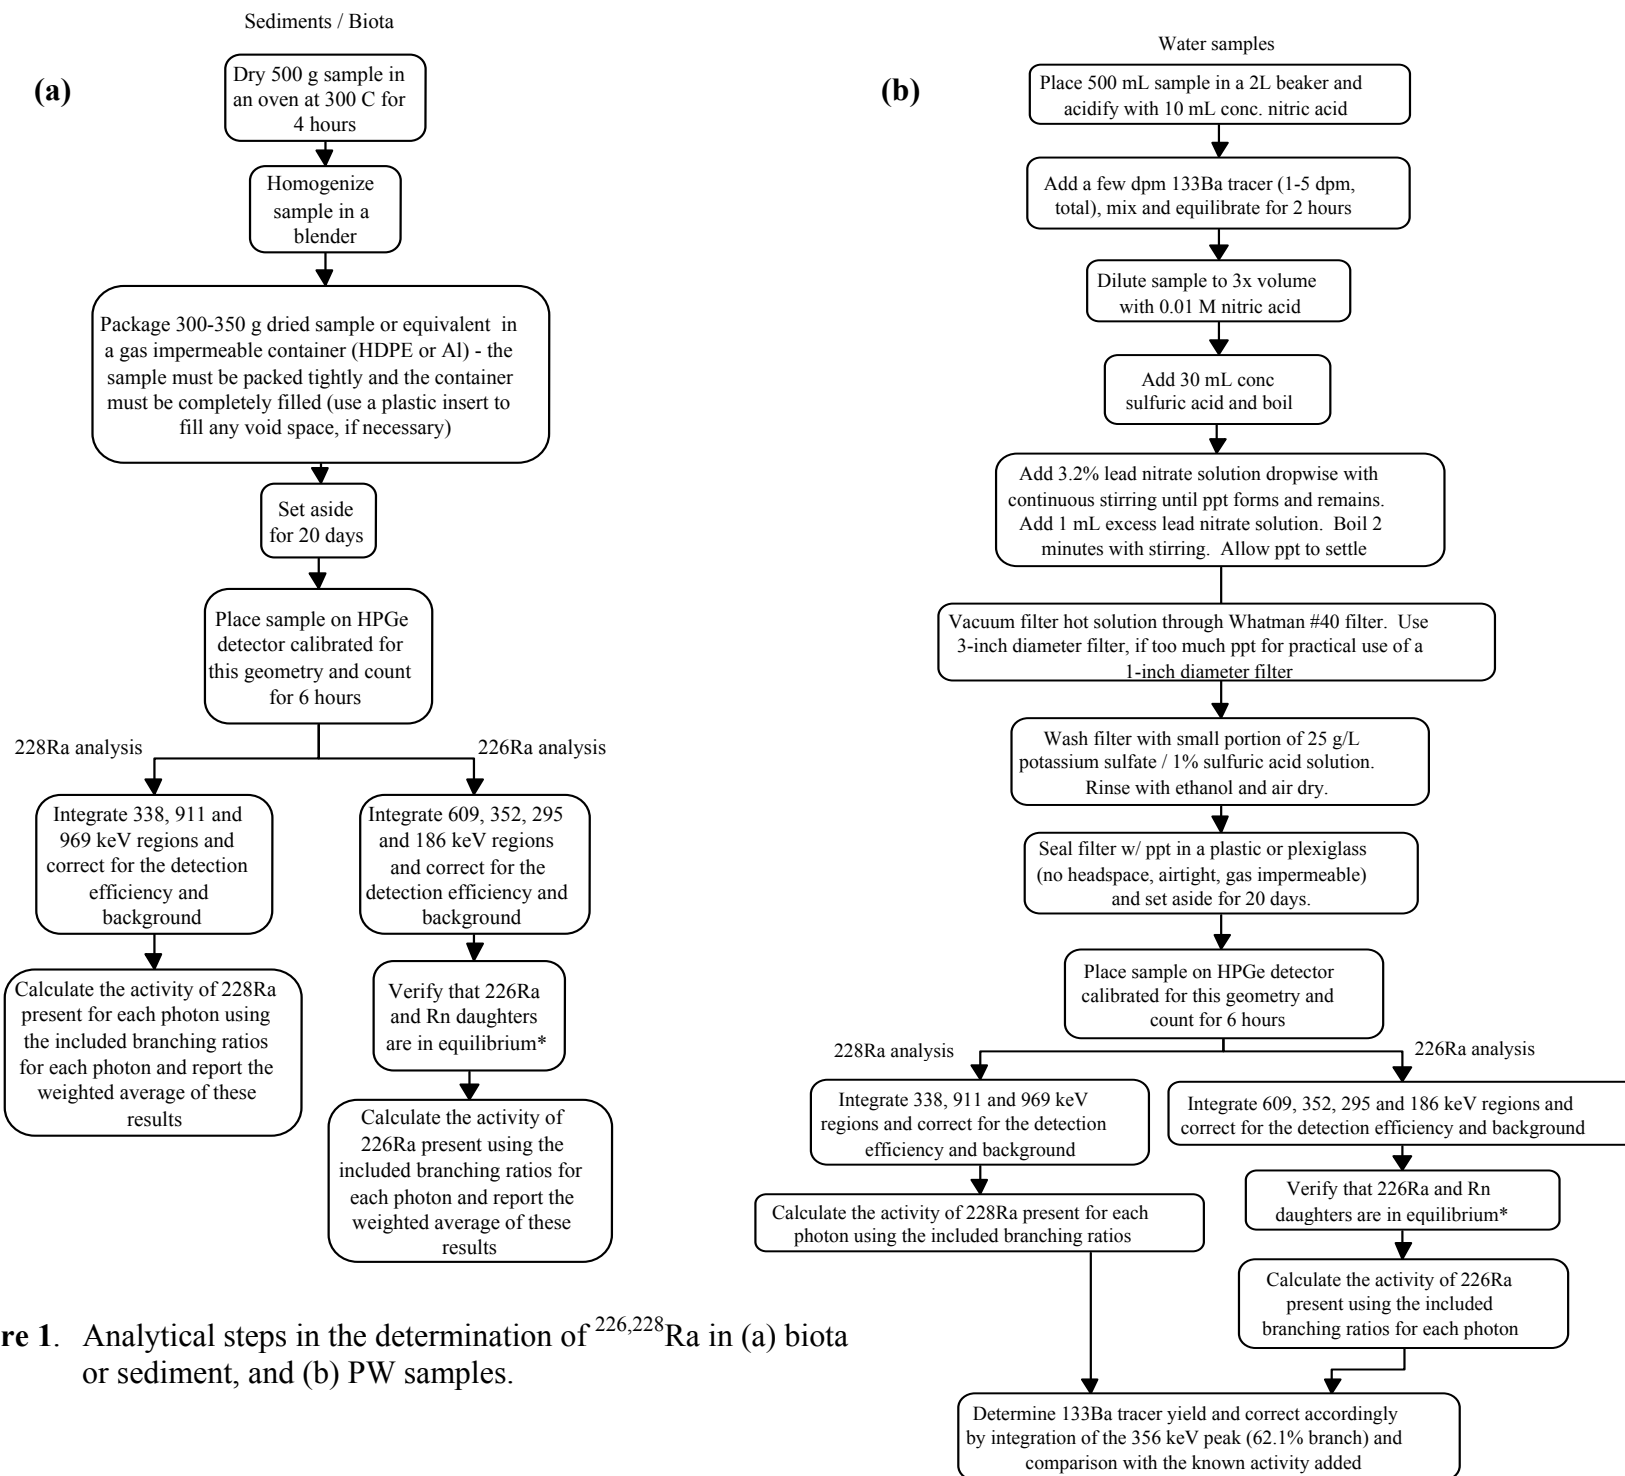 Sediments / Biota
(a)
Dry 500 g sample in
an oven at 300 C for
4 hours
Homogenize
sample in a
blender
Package 300-350 g dried sample or equivalent in
a gas impermeable container (HDPE or Al) - the
sample must be packed tightly and the container
must be completely filled (use a plastic insert to
fill any void space, if necessary)
Set aside
for 20 days
Place sample on HPGe
detector calibrated for
this geometry and count
for 6 hours
228Ra analysis
226Ra analysis
Integrate 338, 911 and
969 keV regions and
correct for the detection
efficiency and
background
Integrate 609, 352, 295
and 186 keV regions
and correct for the
detection efficiency and
background
Calculate the activity of 228Ra
present for each photon using
the included branching ratios
for each photon and report the
weighted average of these
results
Verify that 226Ra
and Rn daughters
are in equilibrium*
Calculate the activity of
226Ra present using the
included branching ratios for
each photon and report the
weighted average of these
results
Water samples
(b)
Place 500 mL sample in a 2L beaker and
acidify with 10 mL conc. nitric acid
Add a few dpm 133Ba tracer (1-5 dpm,
total), mix and equilibrate for 2 hours
Dilute sample to 3x volume
with 0.01 M nitric acid
Add 30 mL conc
sulfuric acid and boil
Add 3.2% lead nitrate solution dropwise with
continuous stirring until ppt forms and remains.
Add 1 mL excess lead nitrate solution. Boil 2
minutes with stirring. Allow ppt to settle
Vacuum filter hot solution through Whatman #40 filter. Use
3-inch diameter filter, if too much ppt for practical use of a
1-inch diameter filter
Wash filter with small portion of 25 g/L
potassium sulfate / 1% sulfuric acid solution.
Rinse with ethanol and air dry.
Seal filter w/ ppt in a plastic or plexiglass
(no headspace, airtight, gas impermeable)
and set aside for 20 days.
Place sample on HPGe detector
calibrated for this geometry and
count for 6 hours
228Ra analysis
226Ra analysis
Integrate 338, 911 and 969 keV
regions and correct for the detection
efficiency and background
Integrate 609, 352, 295 and 186 keV regions and
correct for the detection efficiency and background
Calculate the activity of 228Ra present for each
photon using the included branching ratios
Verify that 226Ra and Rn
daughters are in equilibrium*
Calculate the activity of 226Ra
present using the included
branching ratios for each photon
Determine 133Ba tracer yield and correct accordingly
by integration of the 356 keV peak (62.1% branch) and
comparison with the known activity added
re 1. Analytical steps in the determination of 226,228Ra in (a) biota
or sediment, and (b) PW samples.